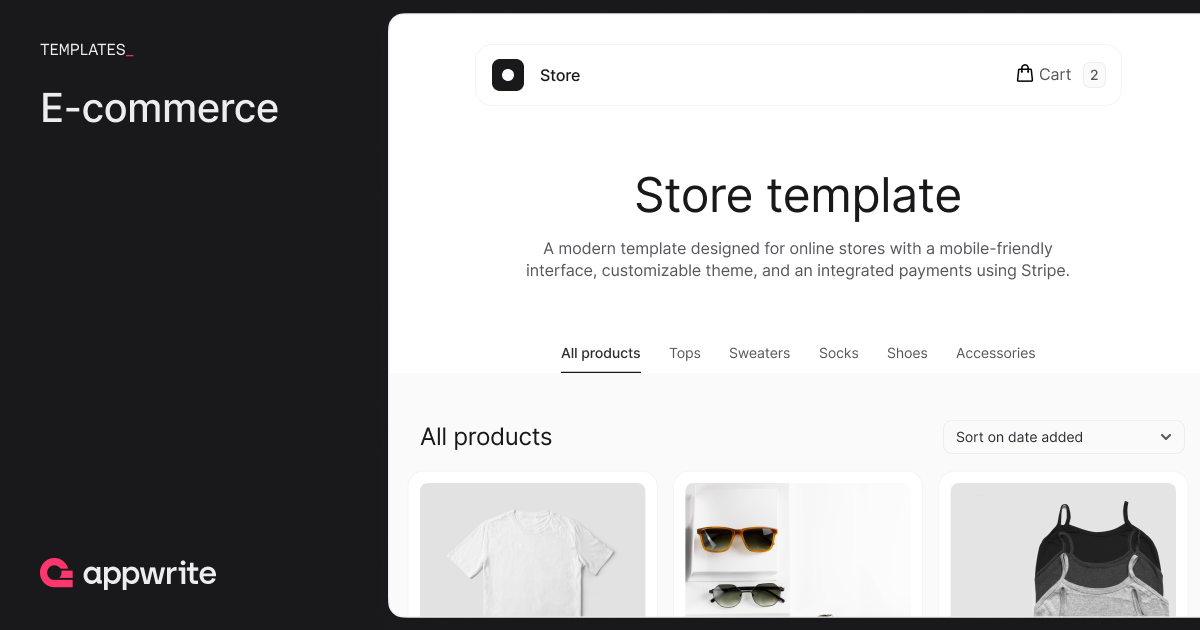 TEMPLATES_
E-commerce
Store
Cart 2
Store template
A modern template designed for online stores with a mobile-friendly
interface, customizable theme, and an integrated payments using Stripe.
All products Tops Sweaters Socks Shoes Accessories
All products
Sort on date added
appwrite